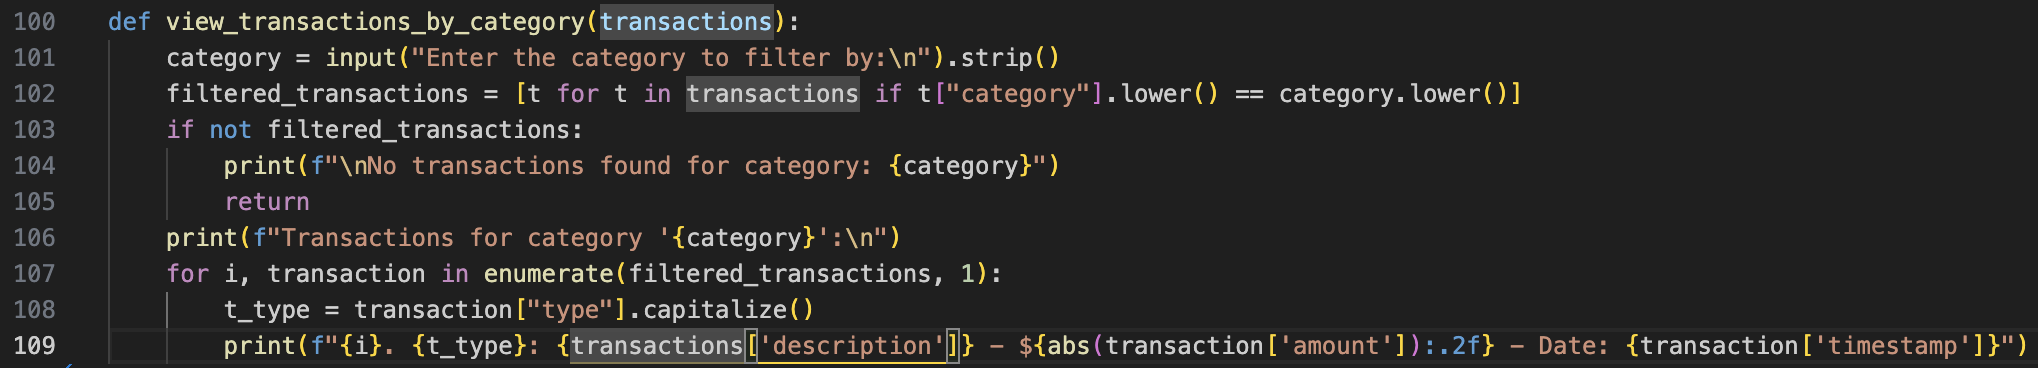 100 def view_transactions_by_category(transactions):
101     category = input("Enter the category to filter by:\n").strip()
102     filtered_transactions = [t for t in transactions if t["category"].lower() == category.lower()]
103     if not filtered_transactions:
104         print(f"\nNo transactions found for category: {category}")
105         return
106     print(f"Transactions for category '{category}':\n")
107     for i, transaction in enumerate(filtered_transactions, 1):
108         t_type = transaction["type"].capitalize()
109         print(f"{i}. {t_type}: {transactions['description']} - ${abs(transaction['amount']):.2f} - Date: {transaction['timestamp']}")